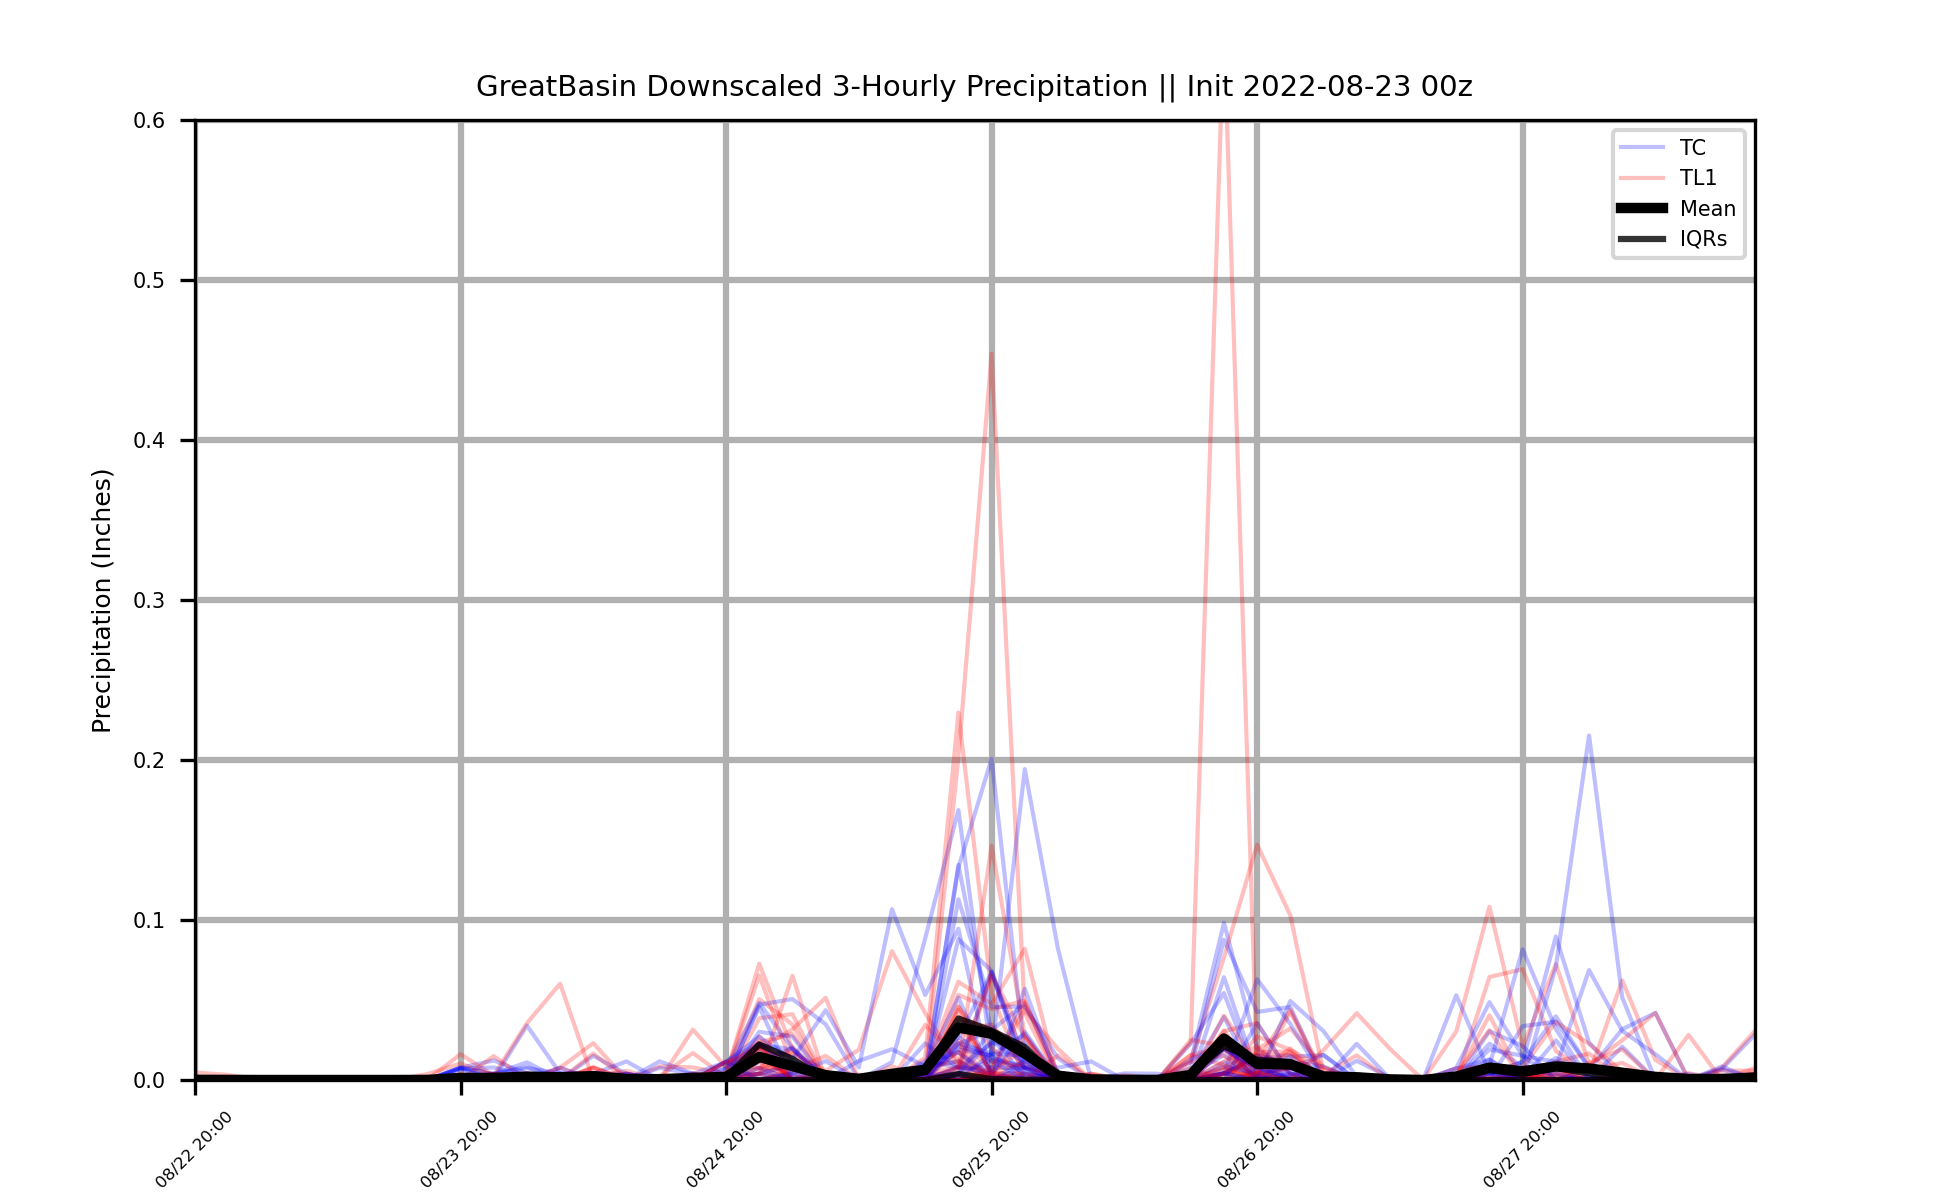 GreatBasin Downscaled 3-Hourly Precipitation || Init 2022-08-23 00z
TC
TL1
Mean
IQRs
Precipitation (Inches)
0.6
0.5
0.4
0.3
0.2
0.1
0.0
08/22 20:00
08/23 20:00
08/24 20:00
08/25 20:00
08/26 20:00
08/27 20:00